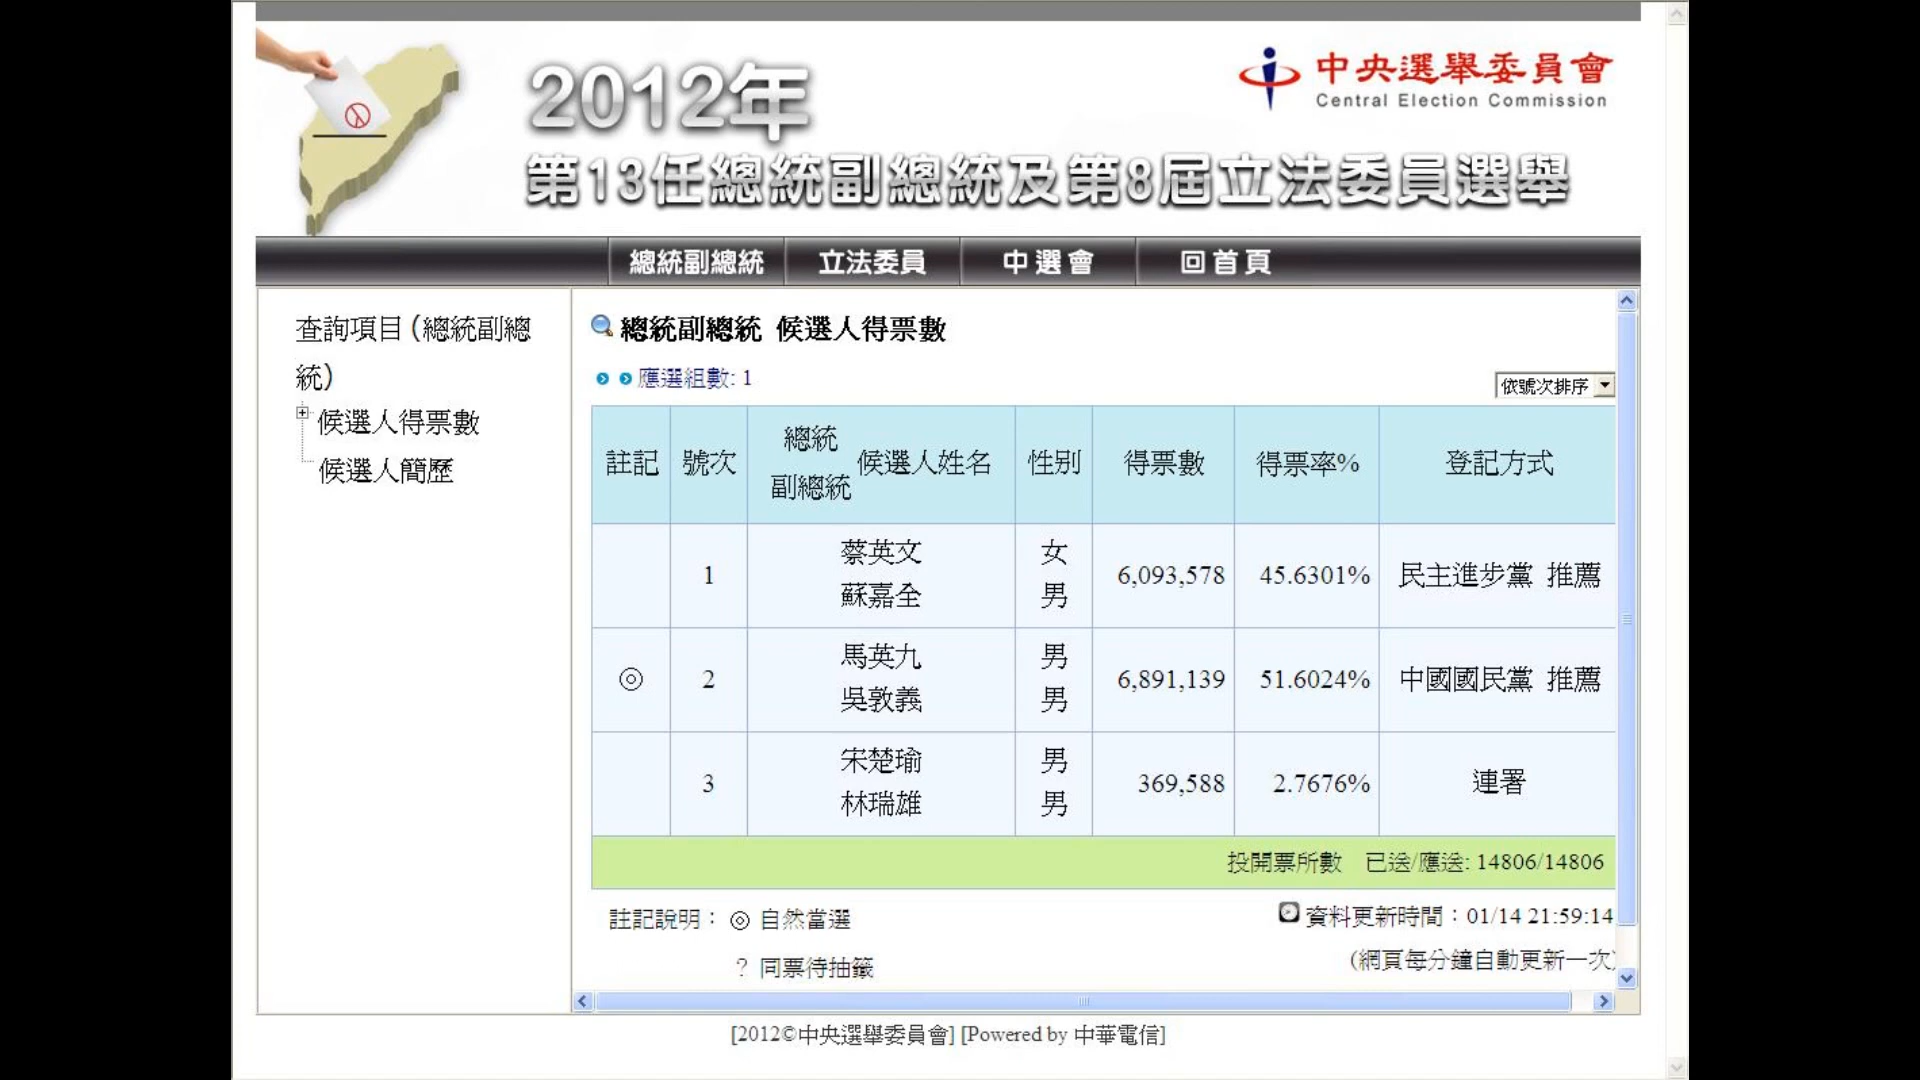 2012年
第13任總統副總統及第8屆立法委員選舉
中央選舉委員會
Central Election Commission
總統副總統 立法委員 中選會 回首頁
查詢項目(總統副總
統)
候選人得票數
候選人簡歷
總統副總統 候選人得票數
應選組數: 1
依號次排序
註記 號次 總統 副總統 候選人姓名 性別 得票數 得票率% 登記方式
1 蔡英文 女 6,093,578 45.6301% 民主進步黨 推薦
蘇嘉全 男
◎ 2 馬英九 男 6,891,139 51.6024% 中國國民黨 推薦
吳敦義 男
3 宋楚瑜 男 369,588 2.7676% 連署
林瑞雄 男
投開票所數 已送/應送: 14806/14806
註記說明： ◎ 自然當選
? 同票待抽籤
資料更新時間：01/14 21:59:14
(網頁每分鐘自動更新一次)
[2012©中央選舉委員會] [Powered by 中華電信]